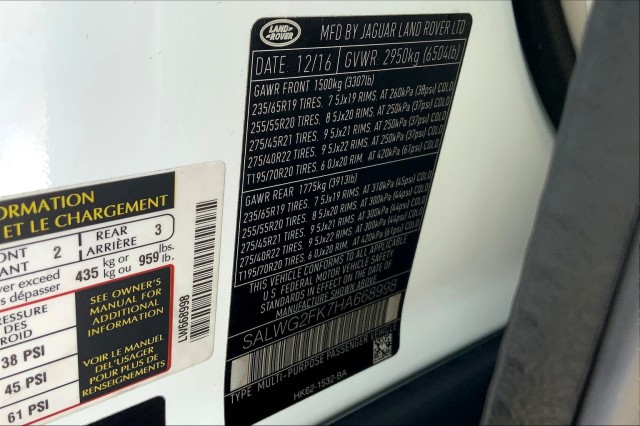 LAND
ROVER
MFD BY JAGUAR LAND ROVER LTD
DATE: 12/16 GVWR: 2950kg (6504lb)
GAWR FRONT 1500kg (3307lb)
235/65R19 TIRES. 7 5Jx19 RIMS. AT 260kPa (38psi) COLD
255/55R20 TIRES. 8 5Jx20 RIMS. AT 250kPa (37psi) COLD
275/45R21 TIRES. 9 5Jx21 RIMS. AT 250kPa (37psi) COLD
275/40R22 TIRES. 9 5Jx22 RIMS. AT 250kPa (37psi) COLD
T195/70R20 TIRES. 6 0Jx20 RIM. AT 420kPa (61psi) COLD
GAWR REAR 1775kg (3913lb)
235/65R19 TIRES. 7 5Jx19 RIMS. AT 310kPa (45psi) COLD
255/55R20 TIRES. 8 5Jx20 RIMS. AT 300kPa (44psi) COLD
275/45R21 TIRES. 9 5Jx21 RIMS. AT 300kPa (44psi) COLD
275/40R22 TIRES. 9 5Jx22 RIMS. AT 300kPa (44psi) COLD
T195/70R20 TIRES. 6 0Jx20 RIM. AT 420kPa (61psi) COLD
THIS VEHICLE CONFORMS TO ALL APPLICABLE
U.S FEDERAL MOTOR VEHICLE SAFETY
STANDARDS IN EFFECT ON THE DATE OF
MANUFACTURE SHOWN ABOVE
SALWG2FK7HA668998
TYPE: MULTI-PURPOSE PASSENGER
HK62-1532-BA
ORMATION
ET LE CHARGEMENT
ONT 2 REAR 3
ANT ARRIÈRE
ver exceed 435 kg or 959 lbs.
s dépasser kg ou lb.
SSURE
DES
ROID
38 PSI
45 PSI
61 PSI
SEE OWNER'S
MANUAL FOR
ADDITIONAL
INFORMATION
VOIR LE MANUEL
DE L'USAGER
POUR PLUS DE
RENSEIGNEMENTS
LW668998